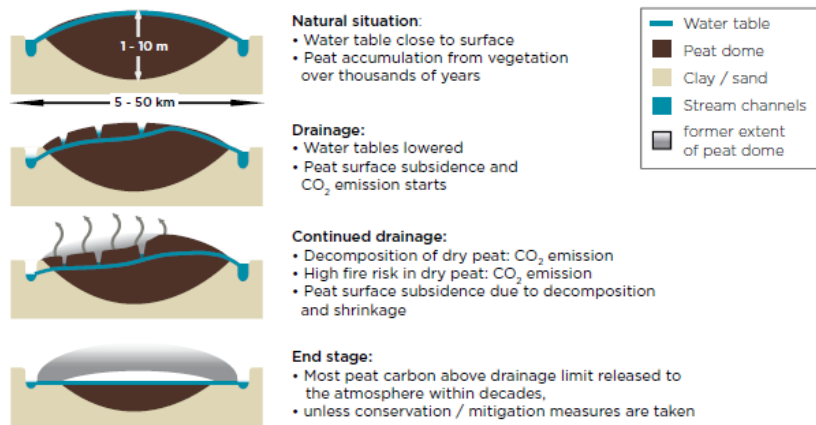 1 - 10 m
5 - 50 km
Natural situation:
• Water table close to surface
• Peat accumulation from vegetation
over thousands of years
Drainage:
• Water tables lowered
• Peat surface subsidence and
CO₂ emission starts
Continued drainage:
• Decomposition of dry peat: CO₂ emission
• High fire risk in dry peat: CO₂ emission
• Peat surface subsidence due to decomposition
and shrinkage
End stage:
• Most peat carbon above drainage limit released to
the atmosphere within decades,
• unless conservation / mitigation measures are taken
Water table
Peat dome
Clay / sand
Stream channels
former extent
of peat dome